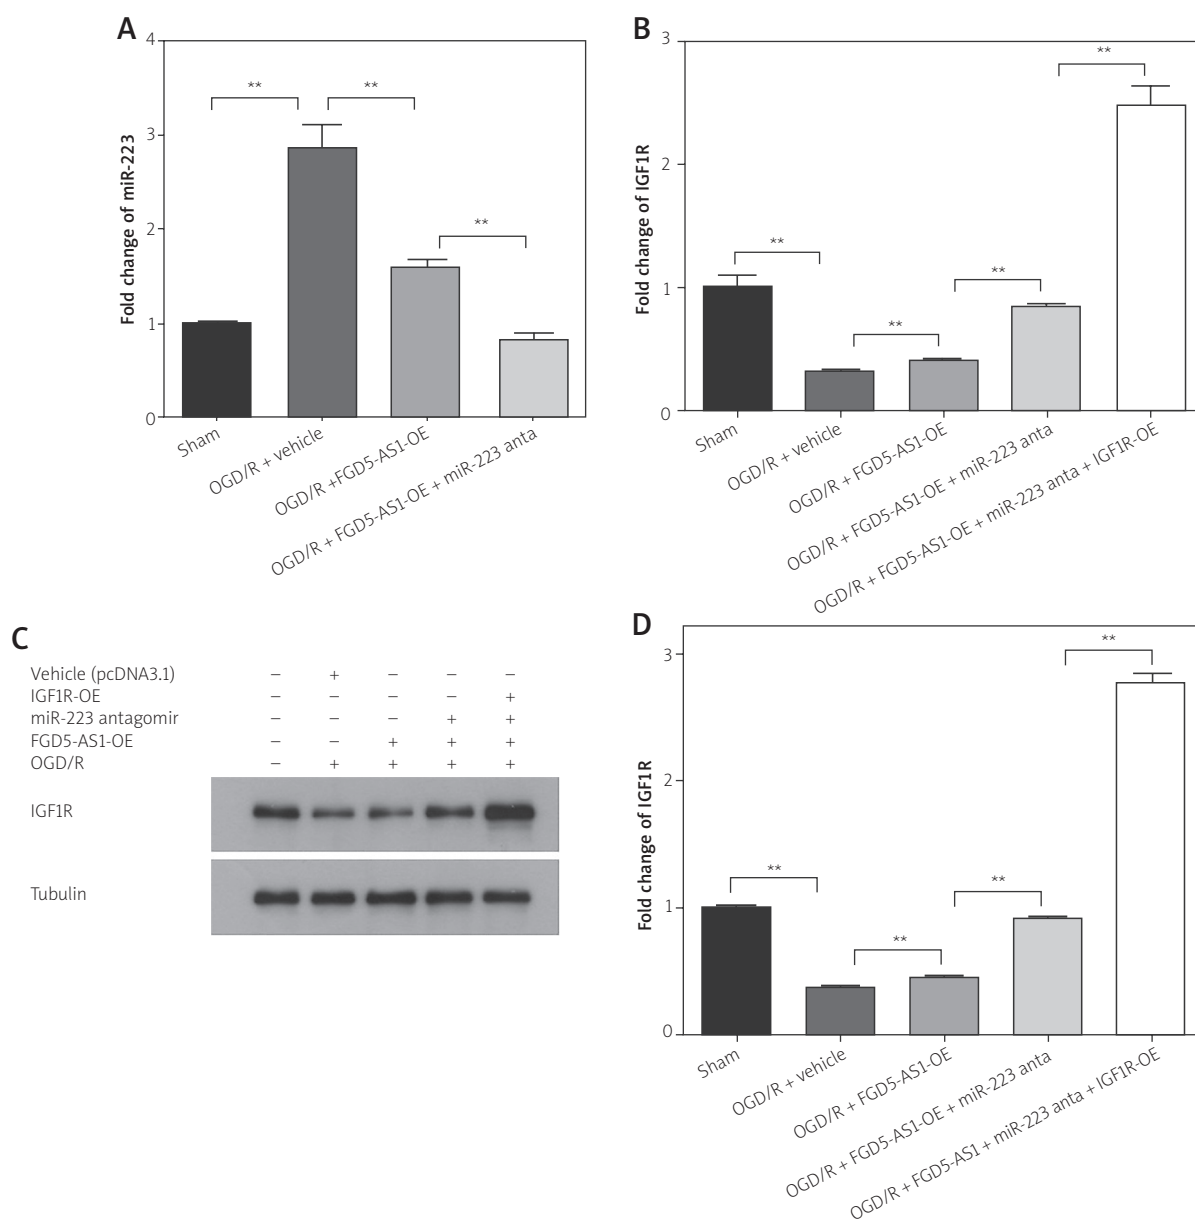 A
Fold change of miR-223
4
3
2
1
0
**
**
**
Sham
OGD/R + vehicle
OGD/R +FGD5-AS1-OE
OGD/R + FGD5-AS1-OE + miR-223 anta
B
Fold change of IGF1R
3
2
1
0
**
**
**
**
Sham
OGD/R + vehicle
OGD/R + FGD5-AS1-OE
OGD/R + FGD5-AS1-OE + miR-223 anta
OGD/R + FGD5-AS1-OE + miR-223 anta + IGF1R-OE
C
Vehicle (pcDNA3.1) – + – – –
IGF1R-OE – – – – +
miR-223 antagomir – – – + +
FGD5-AS1-OE – – + + +
OGD/R – + + + +
IGF1R
Tubulin
D
Fold change of IGF1R
3
2
1
0
**
**
**
**
Sham
OGD/R + vehicle
OGD/R + FGD5-AS1-OE
OGD/R + FGD5-AS1-OE + miR-223 anta
OGD/R + FGD5-AS1 + miR-223 anta + IGF1R-OE